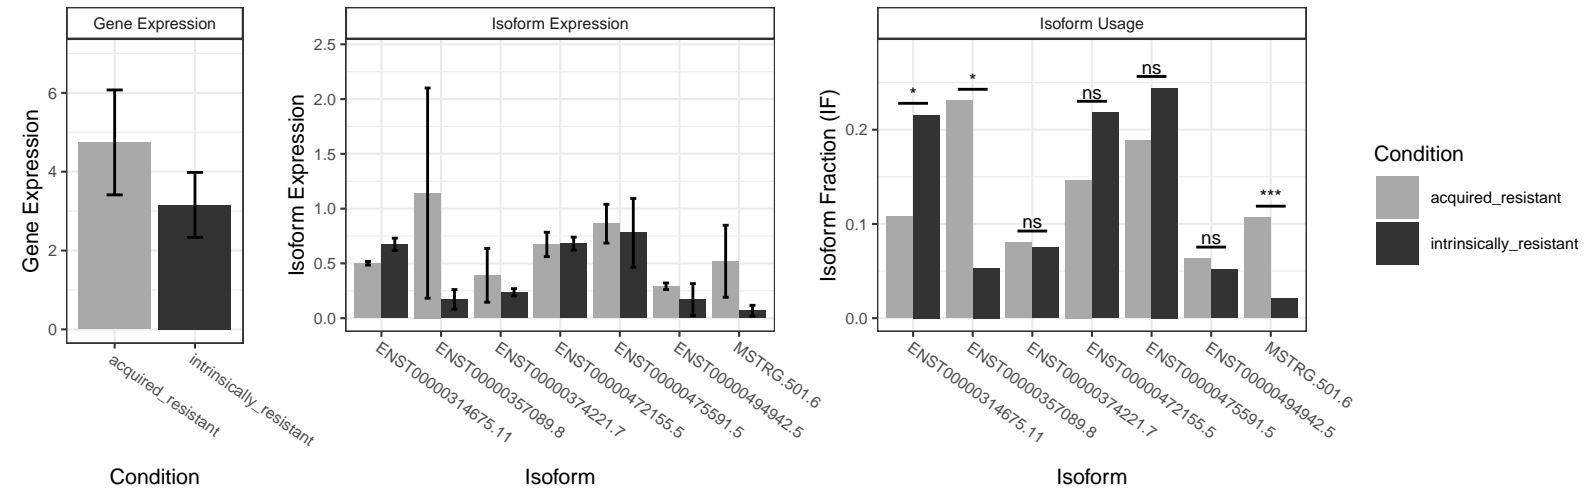 Gene Expression
Gene Expression
0
2
4
6
acquired_resistant
intrinsically_resistant
Condition
Isoform Expression
Isoform Expression
0.0
0.5
1.0
1.5
2.0
2.5
ENST00000314675.11
ENST00000357089.8
ENST00000374221.7
ENST00000472155.5
ENST00000475591.5
ENST00000494942.5
MSTRG.501.6
Isoform
Isoform Usage
Isoform Fraction (IF)
0.0
0.1
0.2
*
*
ns
ns
ns
ns
***
ENST00000314675.11
ENST00000357089.8
ENST00000374221.7
ENST00000472155.5
ENST00000475591.5
ENST00000494942.5
MSTRG.501.6
Isoform
Condition
acquired_resistant
intrinsically_resistant